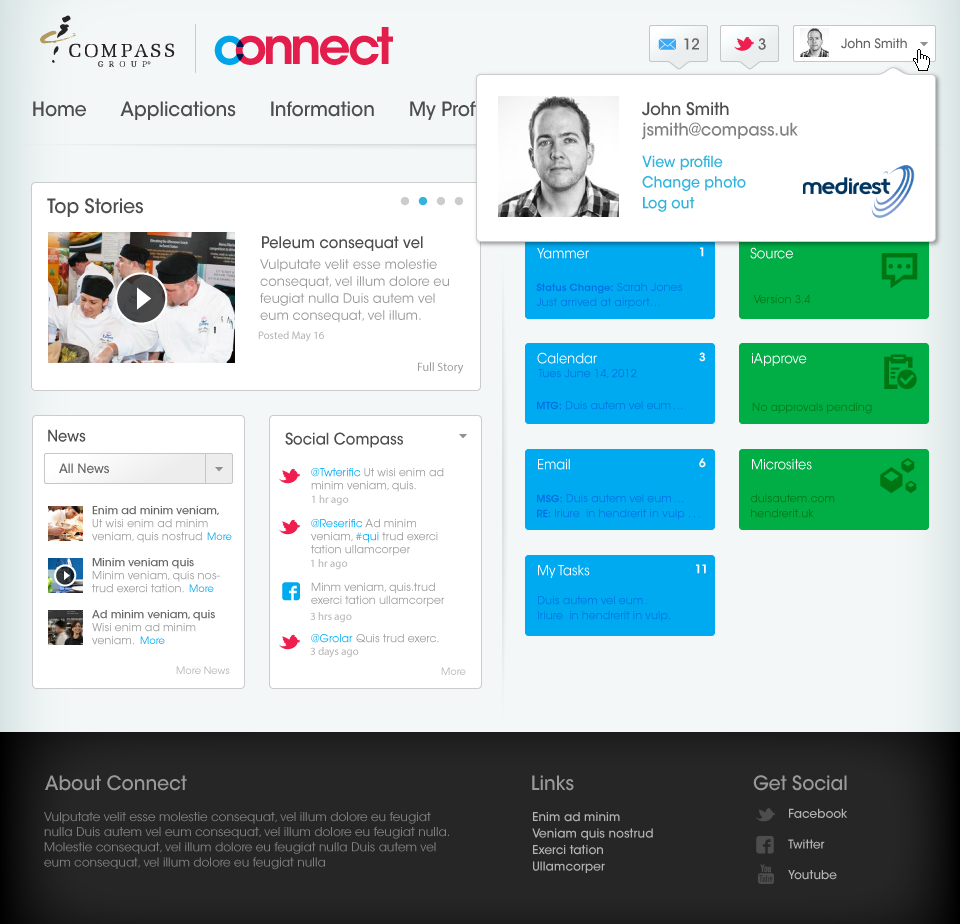 COMPASS
GROUP
connect
12
3
John Smith
Home
Applications
Information
My Prof
John Smith
jsmith@compass.uk
View profile
Change photo
Log out
medirest
Top Stories
Peleum consequat vel
Vulputate velit esse molestie
consequat, vel illum dolore eu
feugiat nulla Duis autem vel
eum consequat, vel illum.
Posted May 16
Full Story
News
All News
Enim ad minim veniam,
Ut wisi enim ad minim
veniam, quis nostrud More
Minim veniam quis
Minim veniam, quis nos-
trud exerci tation. More
Ad minim veniam, quis
Wisi enim ad minim
veniam. More
More News
Social Compass
@Twterific Ut wisi enim ad
minim veniam, quis.
1 hr ago
@Reserific Ad minim
veniam, #qui trud exerci
tation ullamcorper
1 hr ago
Minm veniam, quis.trud
exerci tation ullamcorper
3 hrs ago
@Grolar Quis trud exerc.
3 days ago
More
Yammer 1
Status Change: Sarah Jones
Just arrived at airport...
Source
Version 3.4
Calendar 3
Tues June 14, 2012
MTG: Duis autem vel eum...
iApprove
No approvals pending
Email 6
MSG: Duis autem vel eum...
RE: Iriure in hendrerit in vulp...
Microsites
duisautem.com
hendrerit.uk
My Tasks 11
Duis autem vel eum.
Iriure in hendrerit in vulp.
About Connect
Vulputate velit esse molestie consequat, vel illum dolore eu feugiat
nulla Duis autem vel eum consequat, vel illum dolore eu feugiat nulla.
Molestie consequat, vel illum dolore eu feugiat nulla Duis autem vel
eum consequat, vel illum dolore eu feugiat nulla
Links
Enim ad minim
Veniam quis nostrud
Exerci tation
Ullamcorper
Get Social
Facebook
Twitter
You Tube
Youtube